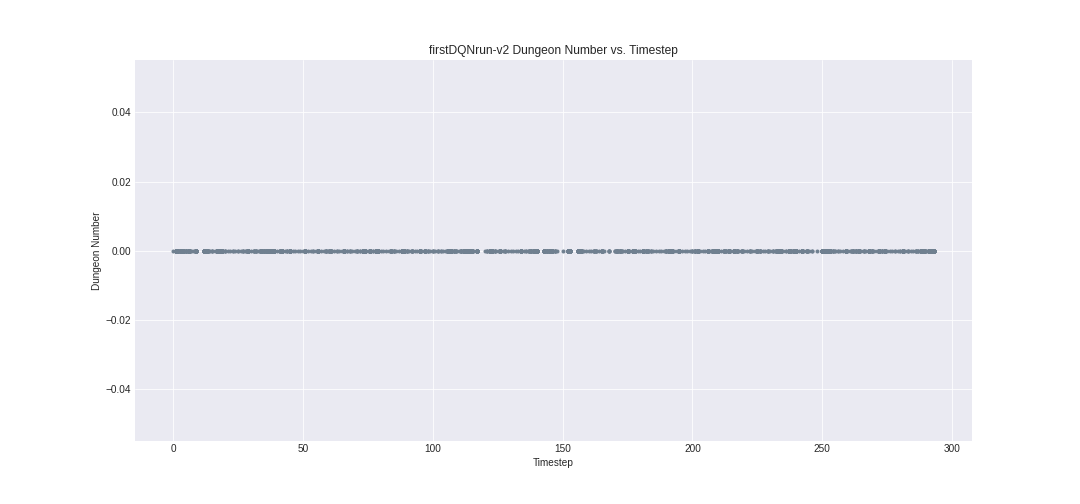 firstDQNrun-v2 Dungeon Number vs. Timestep
0.04
0.02
0.00
−0.02
−0.04
Dungeon Number
0 50 100 150 200 250 300
Timestep